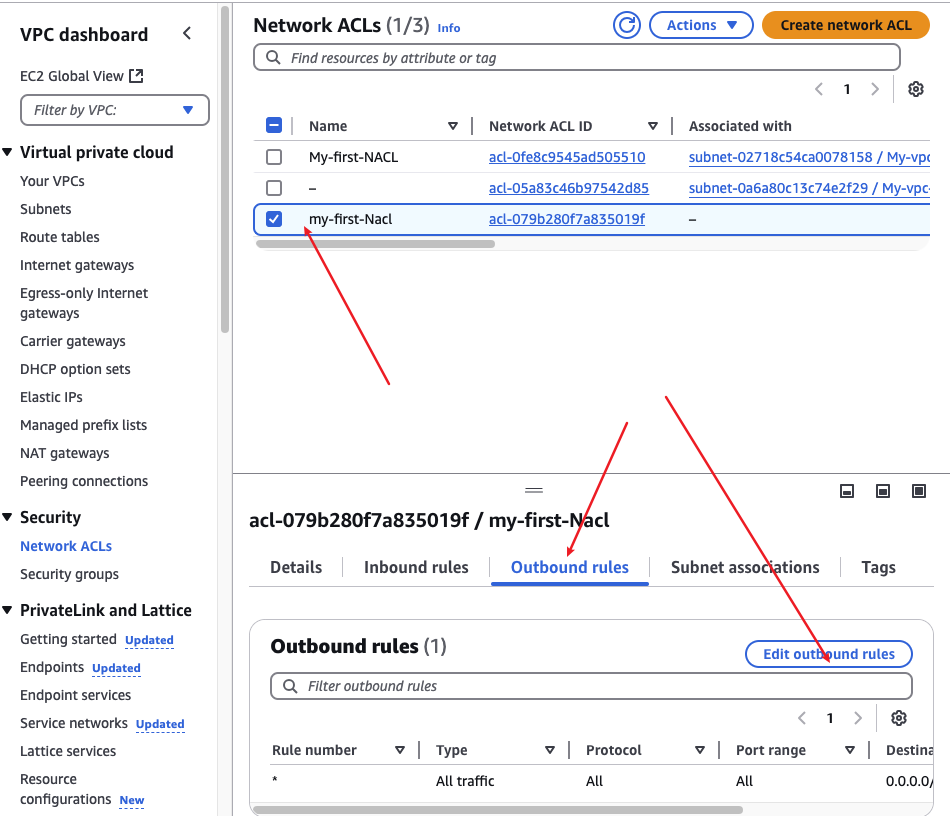 VPC dashboard
EC2 Global View
Filter by VPC:
Virtual private cloud
Your VPCs
Subnets
Route tables
Internet gateways
Egress-only Internet
gateways
Carrier gateways
DHCP option sets
Elastic IPs
Managed prefix lists
NAT gateways
Peering connections
Security
Network ACLs
Security groups
PrivateLink and Lattice
Getting started Updated
Endpoints Updated
Endpoint services
Service networks Updated
Lattice services
Resource
configurations New
Network ACLs (1/3) Info
Actions
Create network ACL
Find resources by attribute or tag
1
Name Network ACL ID Associated with
My-first-NACL acl-0fe8c9545ad505510 subnet-02718c54ca0078158 / My-vpc
– acl-05a83c46b97542d85 subnet-0a6a80c13c74e2f29 / My-vpc-
my-first-Nacl acl-079b280f7a835019f –
acl-079b280f7a835019f / my-first-Nacl
Details Inbound rules Outbound rules Subnet associations Tags
Outbound rules (1)
Edit outbound rules
Filter outbound rules
1
Rule number Type Protocol Port range Destina
* All traffic All All 0.0.0.0/